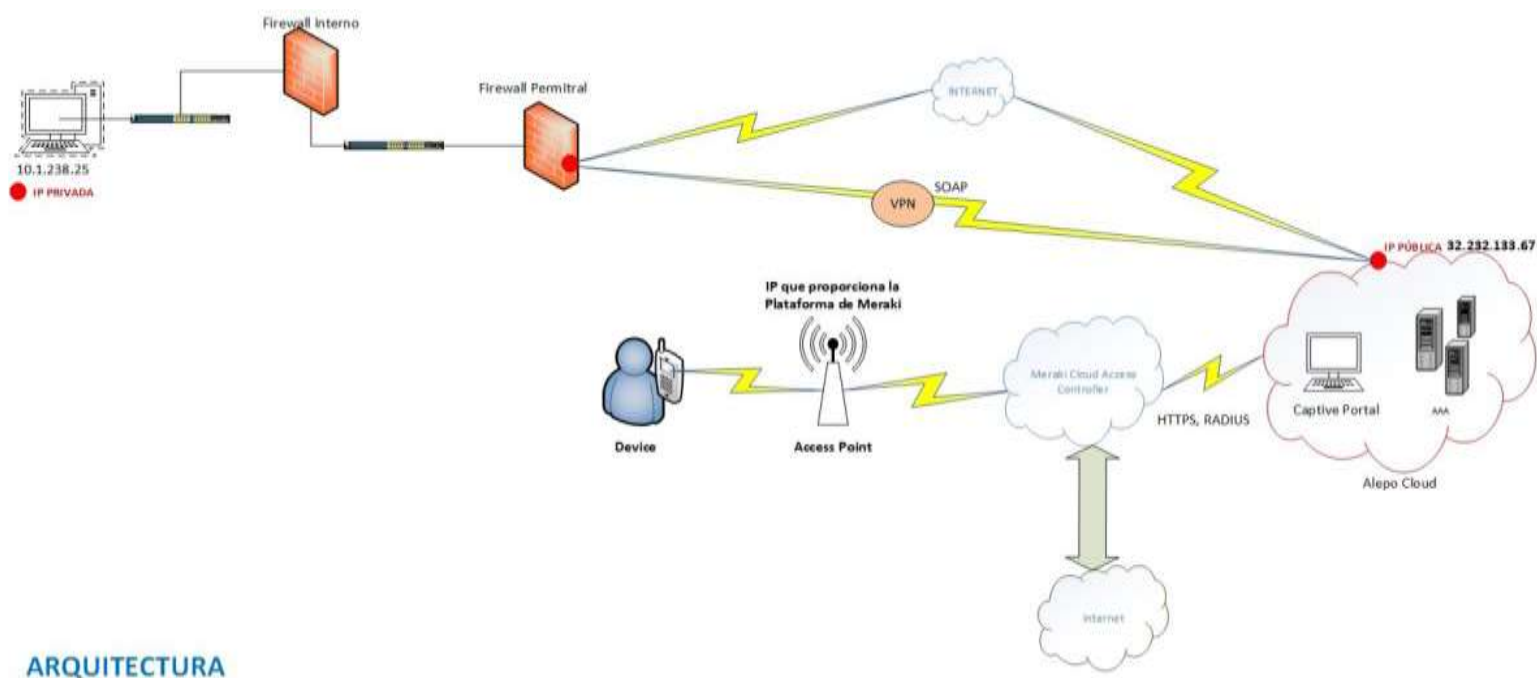 Firewall Interno
Firewall Permitral
INTERNET
10.1.238.25
IP PRIVADA
SOAP
VPN
IP PÚBLICA 32.232.133.67
IP que proporciona la
Plataforma de Meraki
Meraki Cloud Access
Controller
HTTPS, RADIUS
Captive Portal
AAA
Device
Access Point
Alepo Cloud
Internet
ARQUITECTURA